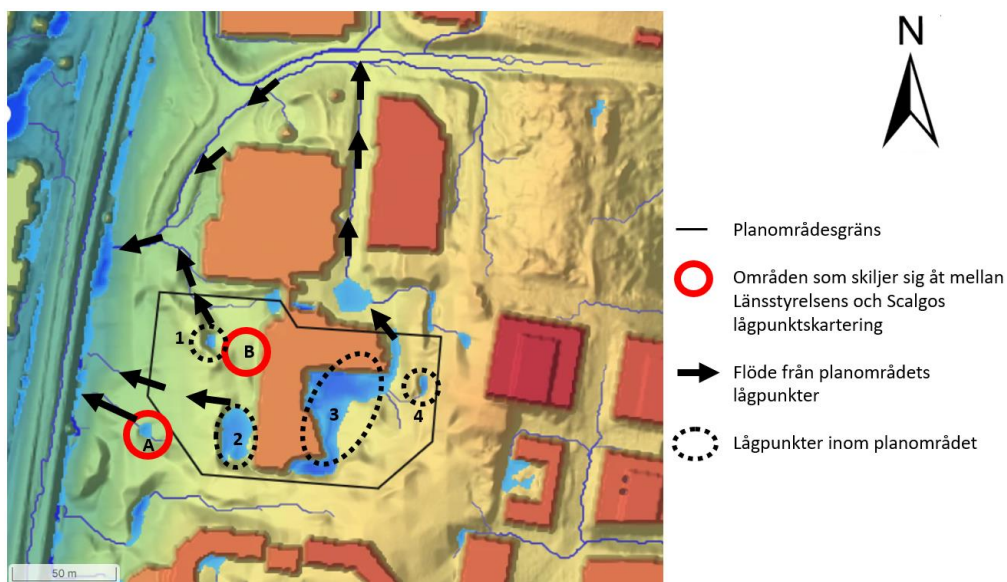 N
1
B
A
2
3
4
50 m
Planområdesgräns
Områden som skiljer sig åt mellan
Länsstyrelsens och Scalgos
lågpunktskartering
Flöde från planområdets
lågpunkter
Lågpunkter inom planområdet